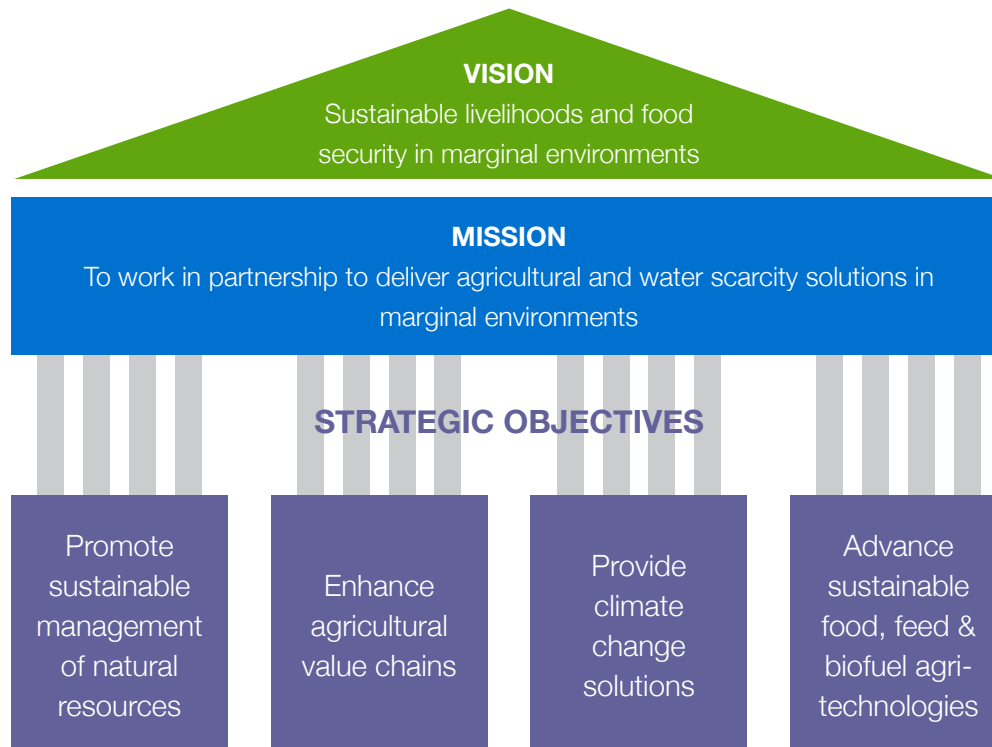 VISION
Sustainable livelihoods and food
security in marginal environments
MISSION
To work in partnership to deliver agricultural and water scarcity solutions in
marginal environments
STRATEGIC OBJECTIVES
Promote
sustainable
management
of natural
resources
Enhance
agricultural
value chains
Provide
climate
change
solutions
Advance
sustainable
food, feed &
biofuel agri-
technologies